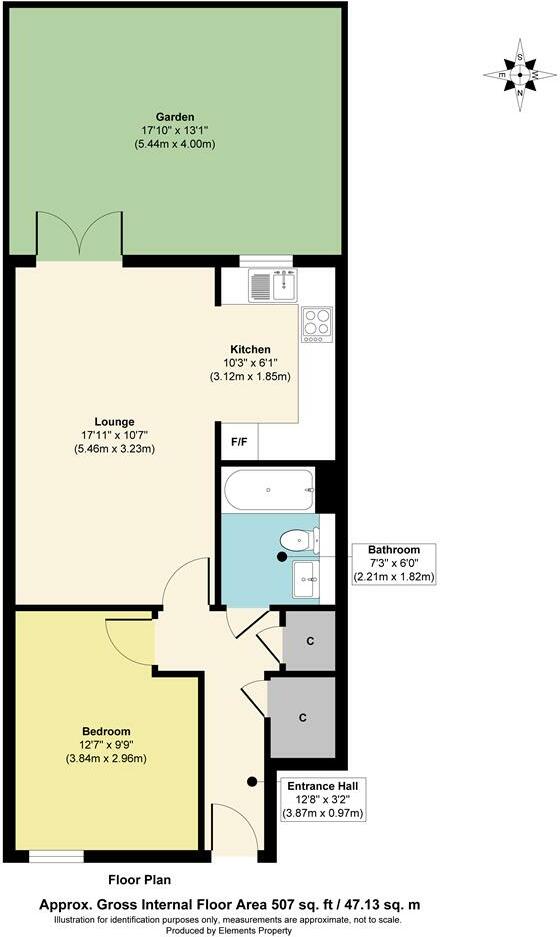 Garden
17'10" x 13'1"
(5.44m x 4.00m)
S
E
W
N
Kitchen
10'3" x 6'1"
(3.12m x 1.85m)
Lounge
17'11" x 10'7"
(5.46m x 3.23m)
F/F
Bathroom
7'3" x 6'0"
(2.21m x 1.82m)
C
C
Bedroom
12'7" x 9'9"
(3.84m x 2.96m)
Entrance Hall
12'8" x 3'2"
(3.87m x 0.97m)
Floor Plan
Approx. Gross Internal Floor Area 507 sq. ft / 47.13 sq. m
Illustration for identification purposes only, measurements are approximate, not to scale.
Produced by Elements Property